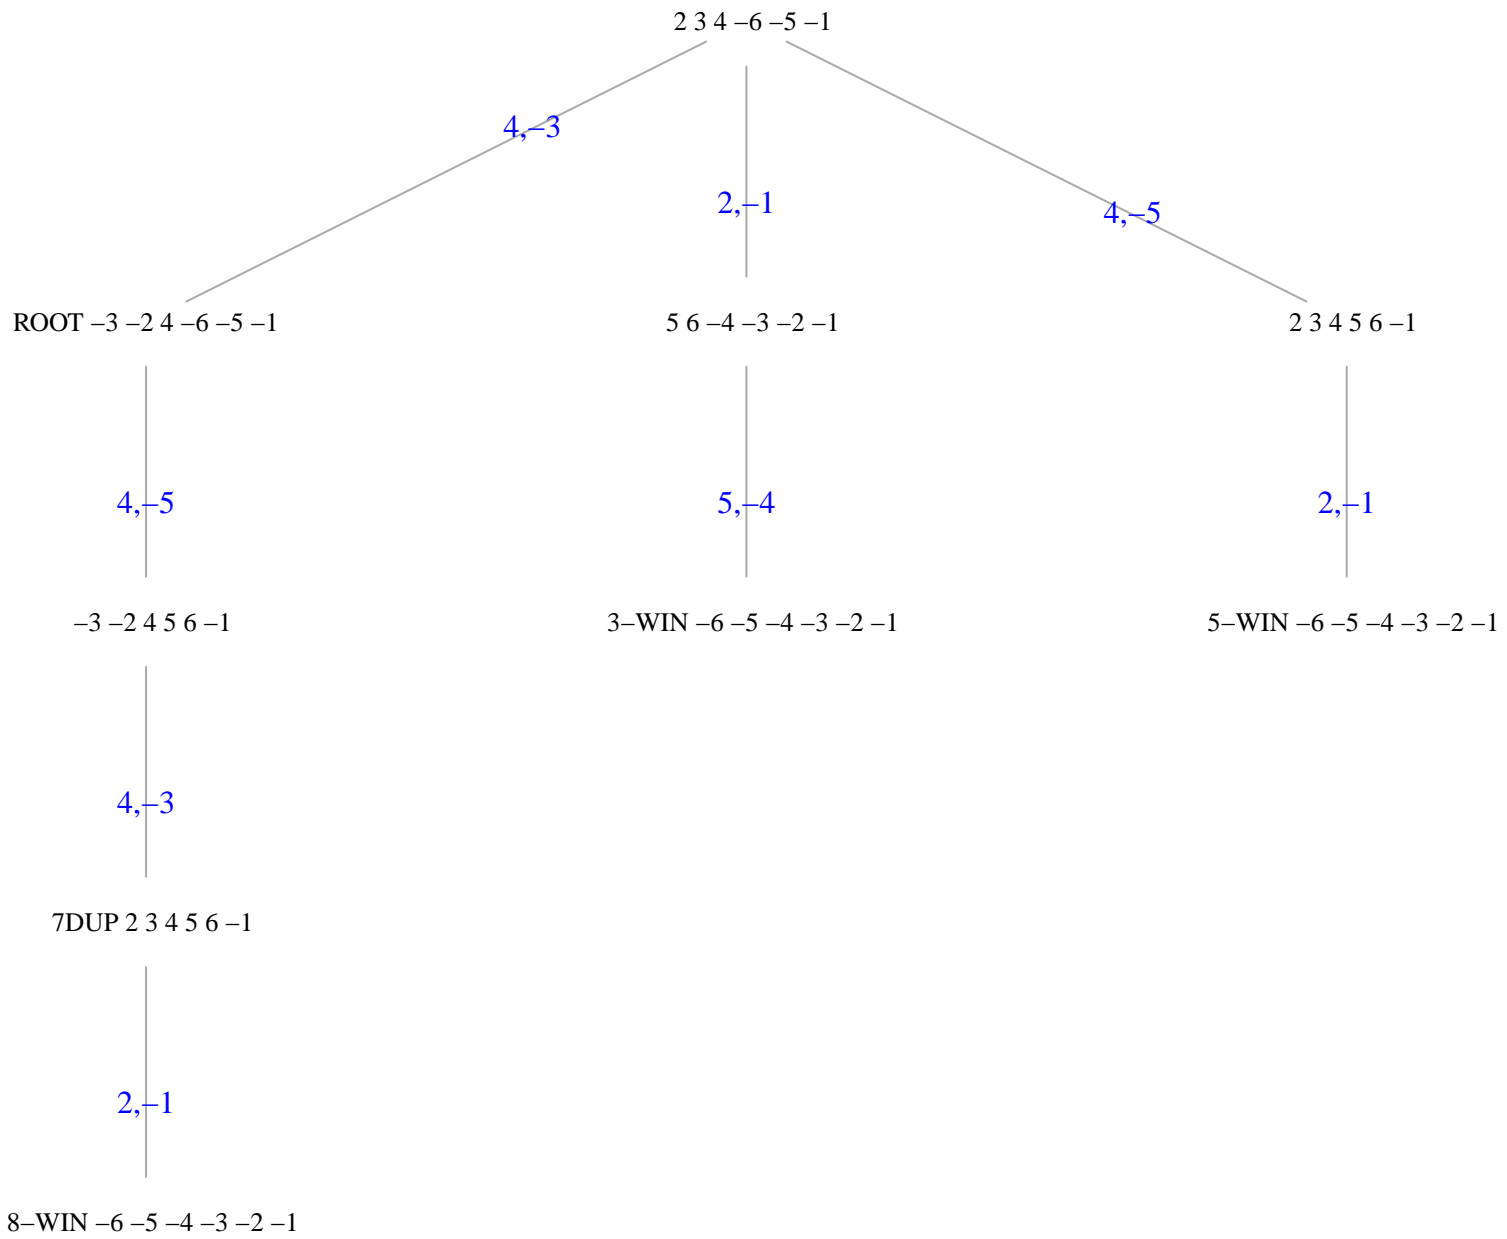 2 3 4 –6 –5 –1
4,–3
2,–1
4,–5
ROOT –3 –2 4 –6 –5 –1
5 6 –4 –3 –2 –1
2 3 4 5 6 –1
4,–5
5,–4
2,–1
–3 –2 4 5 6 –1
3–WIN –6 –5 –4 –3 –2 –1
5–WIN –6 –5 –4 –3 –2 –1
4,–3
7DUP 2 3 4 5 6 –1
2,–1
8–WIN –6 –5 –4 –3 –2 –1